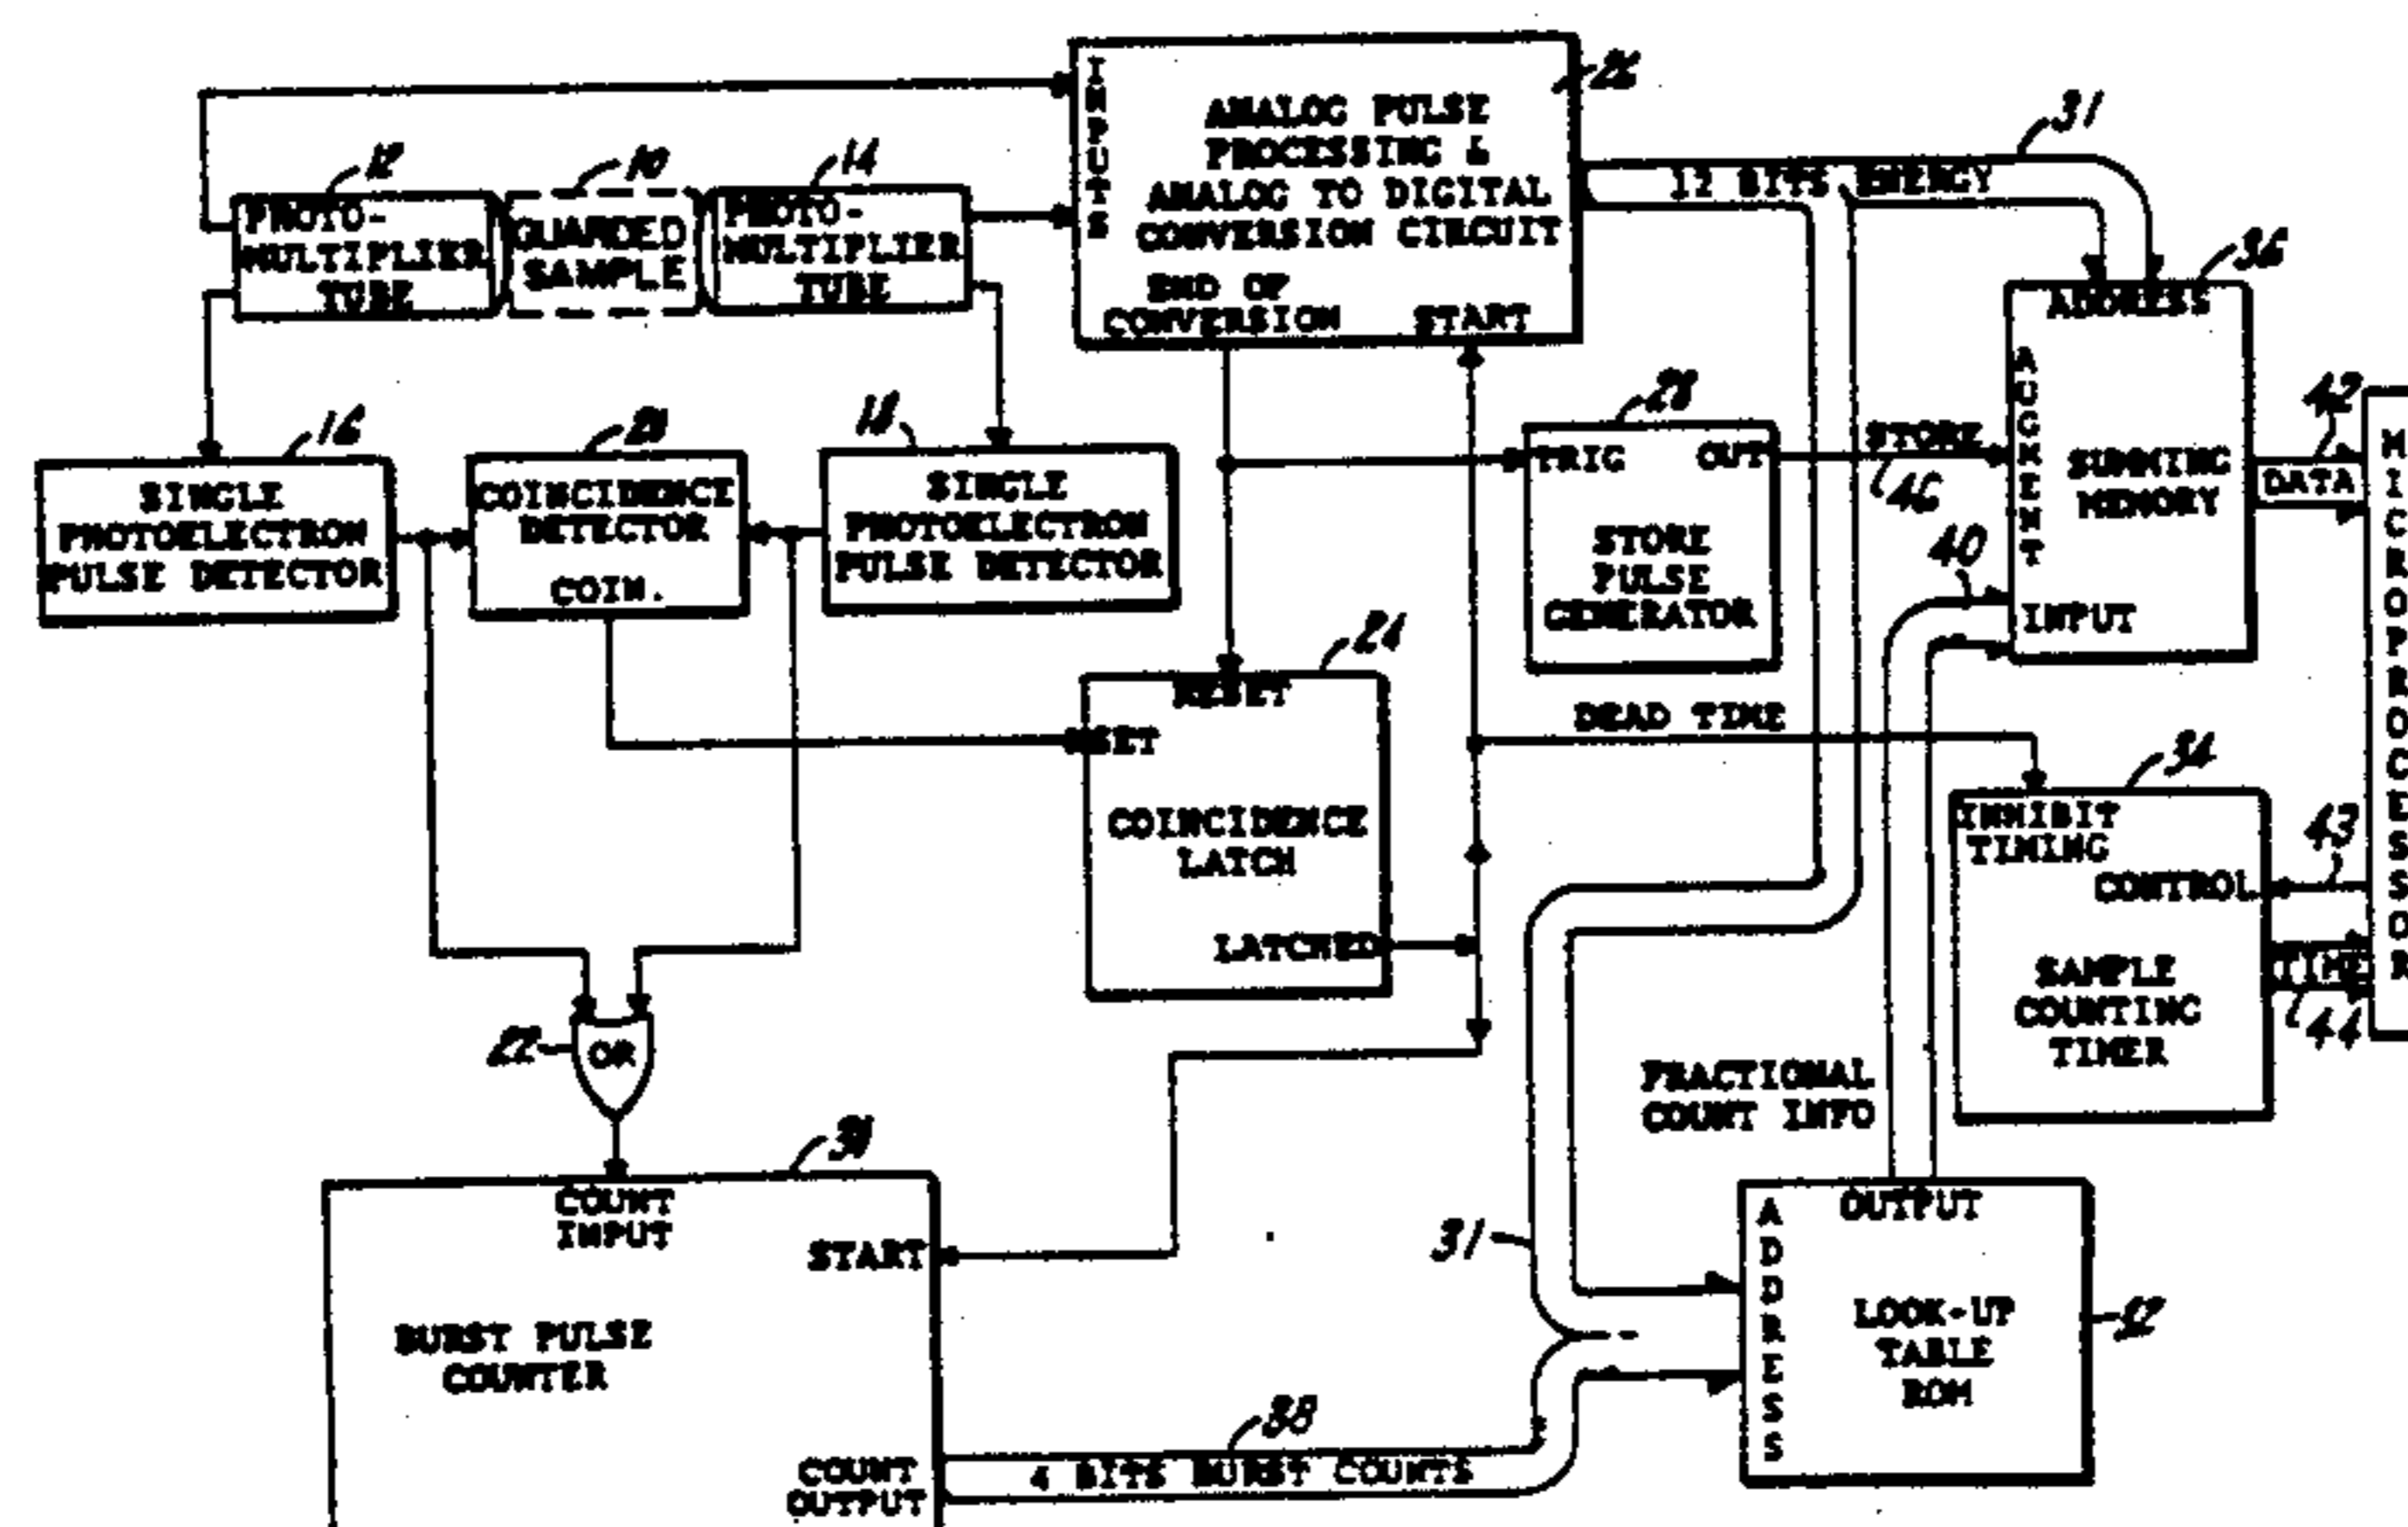 INPUTS
ANALOG PULSE
PROCESSING &
ANALOG TO DIGITAL
CONVERSION CIRCUIT
END OF
CONVERSION
START
31
12 BITS ENERGY
12
PHOTO-
MULTIPLIER
TUBE
10
GUARDED
SAMPLE
14
PHOTO-
MULTIPLIER
TUBE
36
ADDRESS
AUGMENT
SUMMING
MEMORY
INPUT
42
DATA
MICROPROCESSOR
16
SINGLE
PHOTOELECTRON
PULSE DETECTOR
COINCIDENCE
DETECTOR
COIN.
18
SINGLE
PHOTOELECTRON
PULSE DETECTOR
28
TRIG
OUT
STORE
PULSE
GENERATOR
STORE
46
40
24
RESET
SET
COINCIDENCE
LATCH
LATCHED
DEAD TIME
34
INHIBIT
TIMING
CONTROL
43
SAMPLE
COUNTING
TIMER
TIME
44
22
OR
COUNT
INPUT
START
BURST PULSE
COUNTER
COUNT
OUTPUT
38
4 BITS BURST COUNTS
FRACTIONAL
COUNT INFO
31
ADDRESS
OUTPUT
LOOK-UP
TABLE
ROM